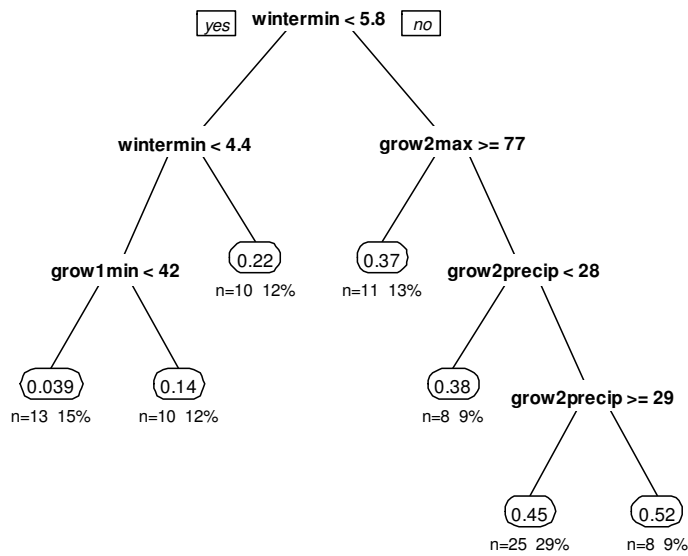 yes wintermin < 5.8 no
wintermin < 4.4 grow2max >= 77
0.22 0.37
n=10 12% n=11 13%
grow1min < 42 grow2precip < 28
0.039 0.14 0.38
n=13 15% n=10 12% n=8 9%
grow2precip >= 29
0.45 0.52
n=25 29% n=8 9%